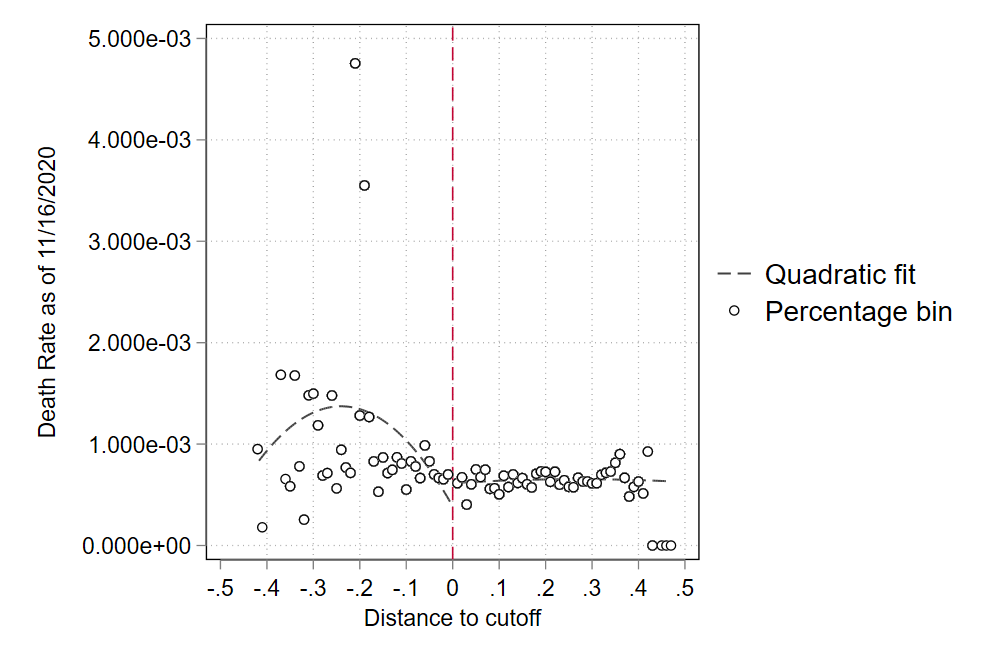 5.000e-03
4.000e-03
3.000e-03
2.000e-03
1.000e-03
0.000e+00
Death Rate as of 11/16/2020
-.5 -.4 -.3 -.2 -.1 0 .1 .2 .3 .4 .5
Distance to cutoff
Quadratic fit
Percentage bin